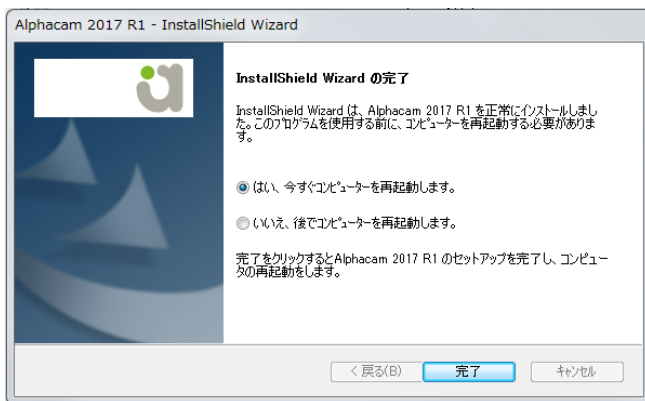 Alphacam 2017 R1 - InstallShield Wizard
InstallShield Wizard の完了
InstallShield Wizard は、Alphacam 2017 R1 を正常にインストールしまし
た。このプログラムを使用する前に、コンピューターを再起動する必要がありま
す。
はい、今すぐコンピューターを再起動します。
いいえ、後でコンピューターを再起動します。
完了をクリックするとAlphacam 2017 R1 のセットアップを完了し、コンピュー
タの再起動をします。
< 戻る(B)
完了
キャンセル